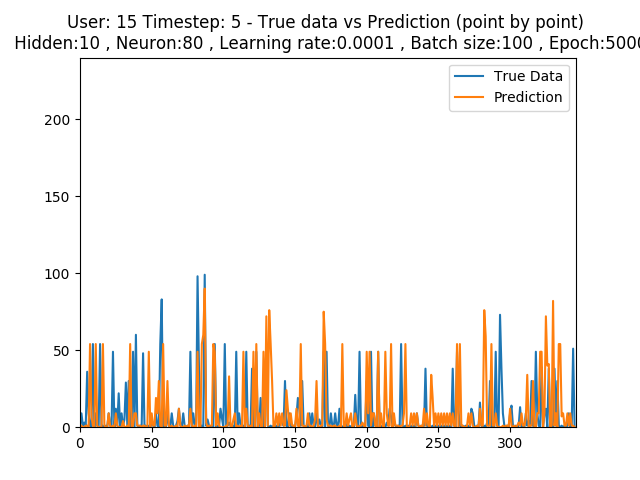 User: 15 Timestep: 5 - True data vs Prediction (point by point)
Hidden:10 , Neuron:80 , Learning rate:0.0001 , Batch size:100 , Epoch:5000
True Data
Prediction
200
150
100
50
0
0 50 100 150 200 250 300